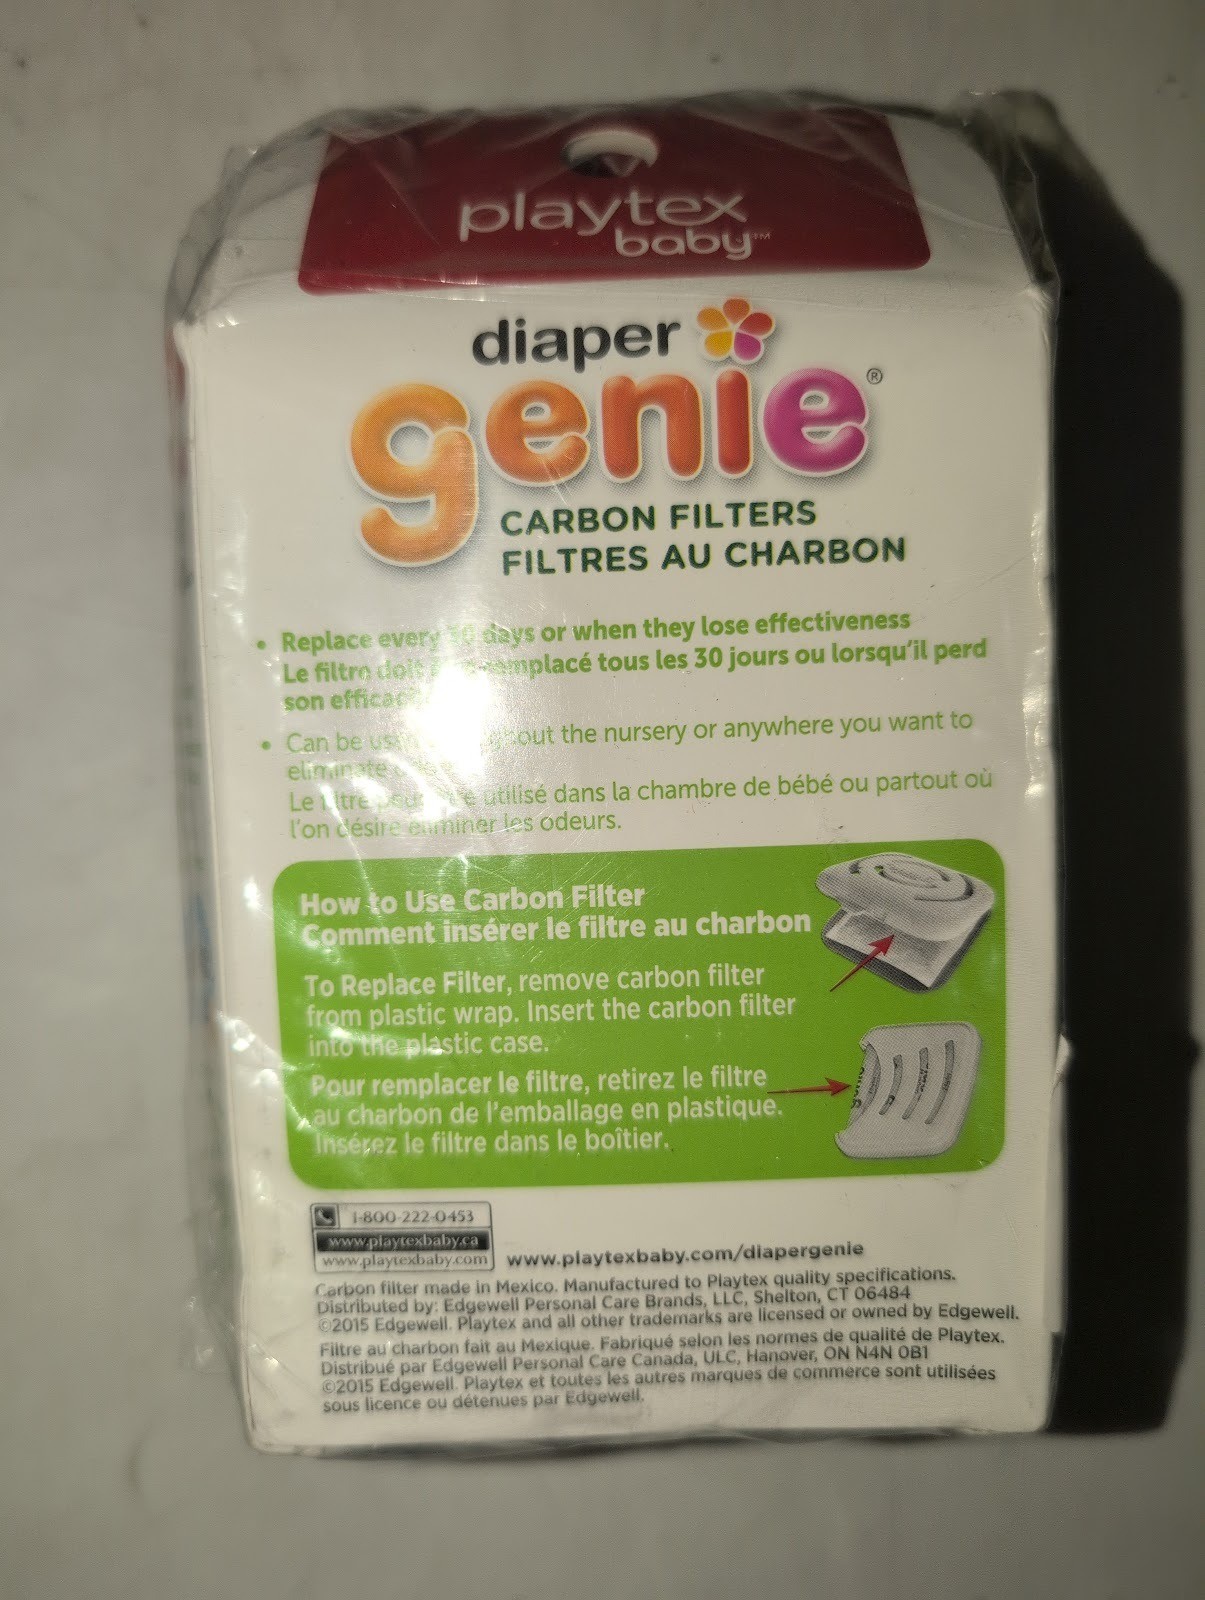 playtex
baby™
diaper
genie®
CARBON FILTERS
FILTRES AU CHARBON
• Replace every days or when they lose effectiveness
Le filtre doit remplacé tous les 30 jours ou lorsqu'il perd
son
• Can be the nursery or anywhere you want to
eliminate
Le filtre utilisé dans la chambre de bébé ou partout où
l'on désire éliminer les odeurs.
How to Use Carbon Filter
Comment insérer le filtre au charbon
To Replace Filter, remove carbon filter
from plastic wrap. Insert the carbon filter
into the plastic case.
Pour remplacer le filtre, retirez le filtre
au charbon de l'emballage en plastique.
Insérez le filtre dans le boîtier.
genie
1-800-222-0453
www.playtexbaby.ca
www.playtexbaby.com
www.playtexbaby.com/diapergenie
Carbon filter made in Mexico. Manufactured to Playtex quality specifications.
Distributed by: Edgewell Personal Care Brands, LLC, Shelton, CT 06484
©2015 Edgewell. Playtex and all other trademarks are licensed or owned by Edgewell.
Filtre au charbon fait au Mexique. Fabriqué selon les normes de qualité de Playtex.
Distribué par Edgewell Personal Care Canada, ULC, Hanover, ON N4N 0B1
©2015 Edgewell. Playtex et toutes les autres marques de commerce sont utilisées
sous licence ou détenues par Edgewell.